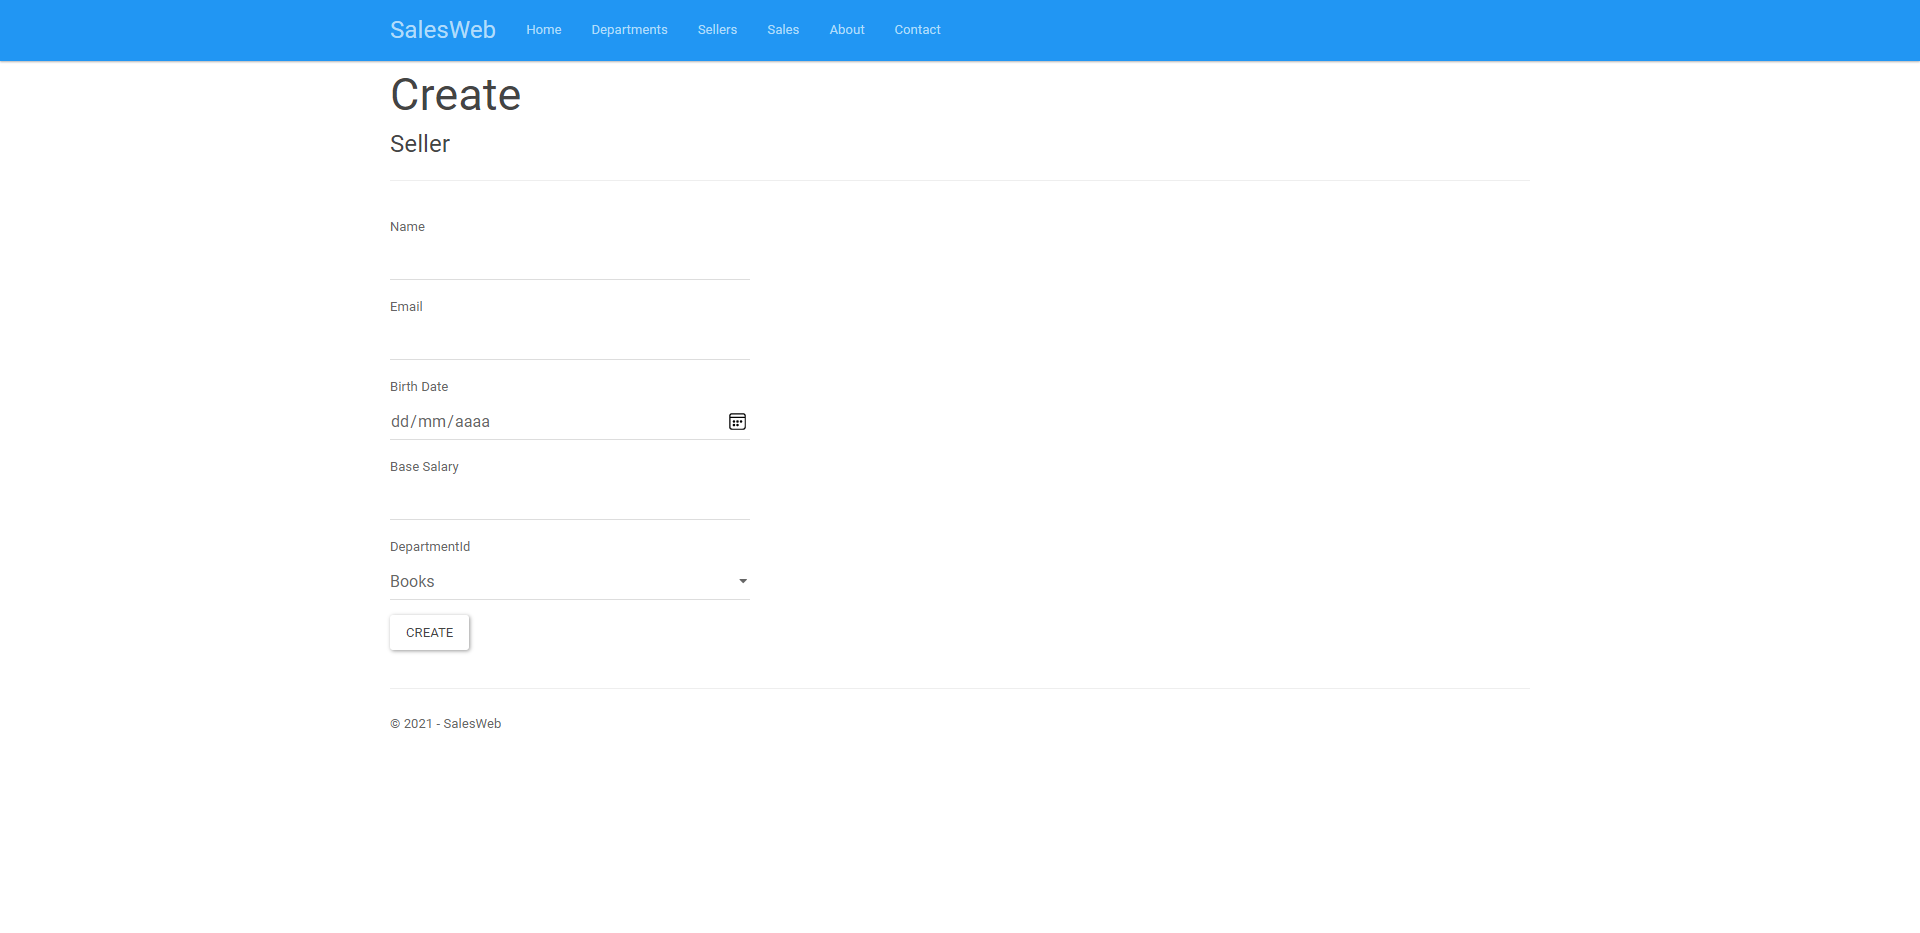 SalesWeb Home Departments Sellers Sales About Contact
Create
Seller
Name
Email
Birth Date
dd/mm/aaaa
Base Salary
DepartmentId
Books
CREATE
© 2021 - SalesWeb